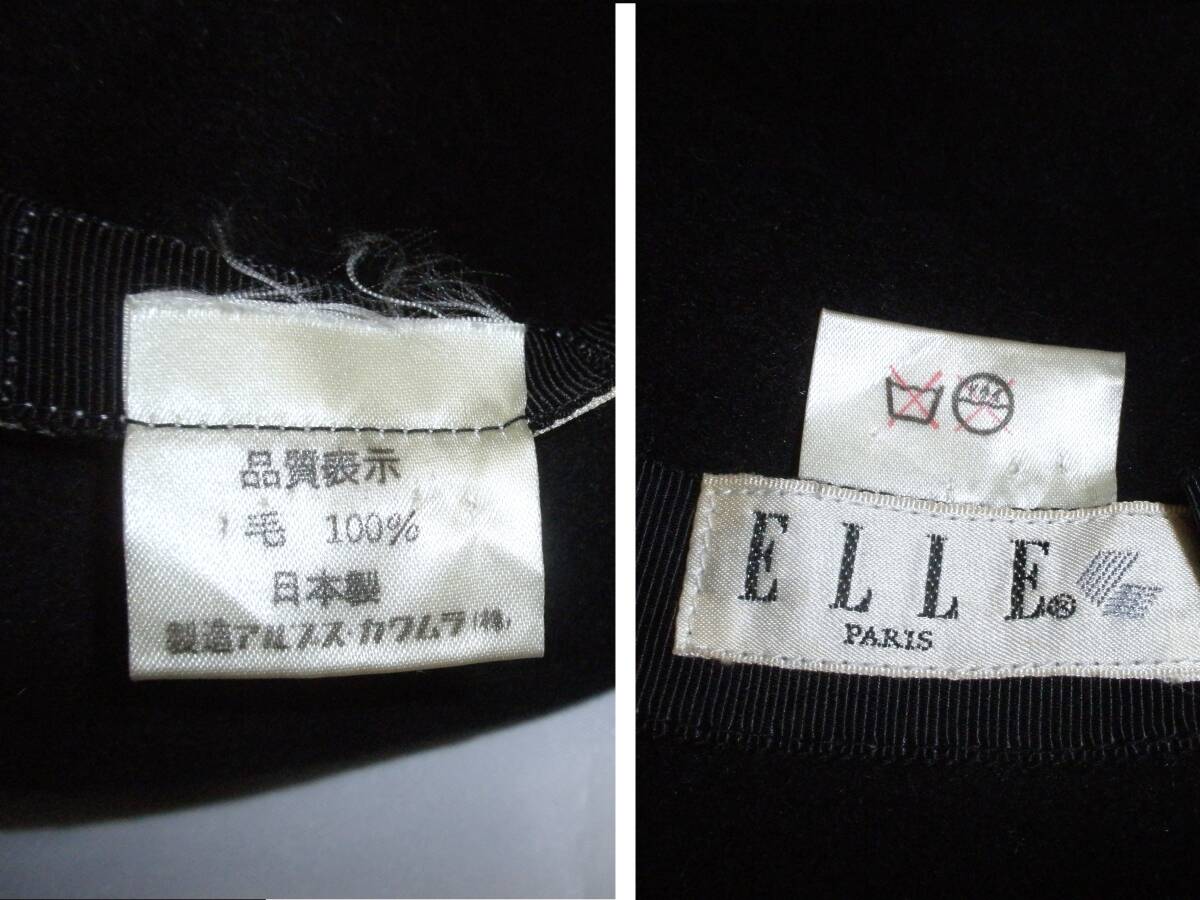 品質表示
毛 100%
日本製
製造アルプス・カワムラ(株)
ELLE®
PARIS